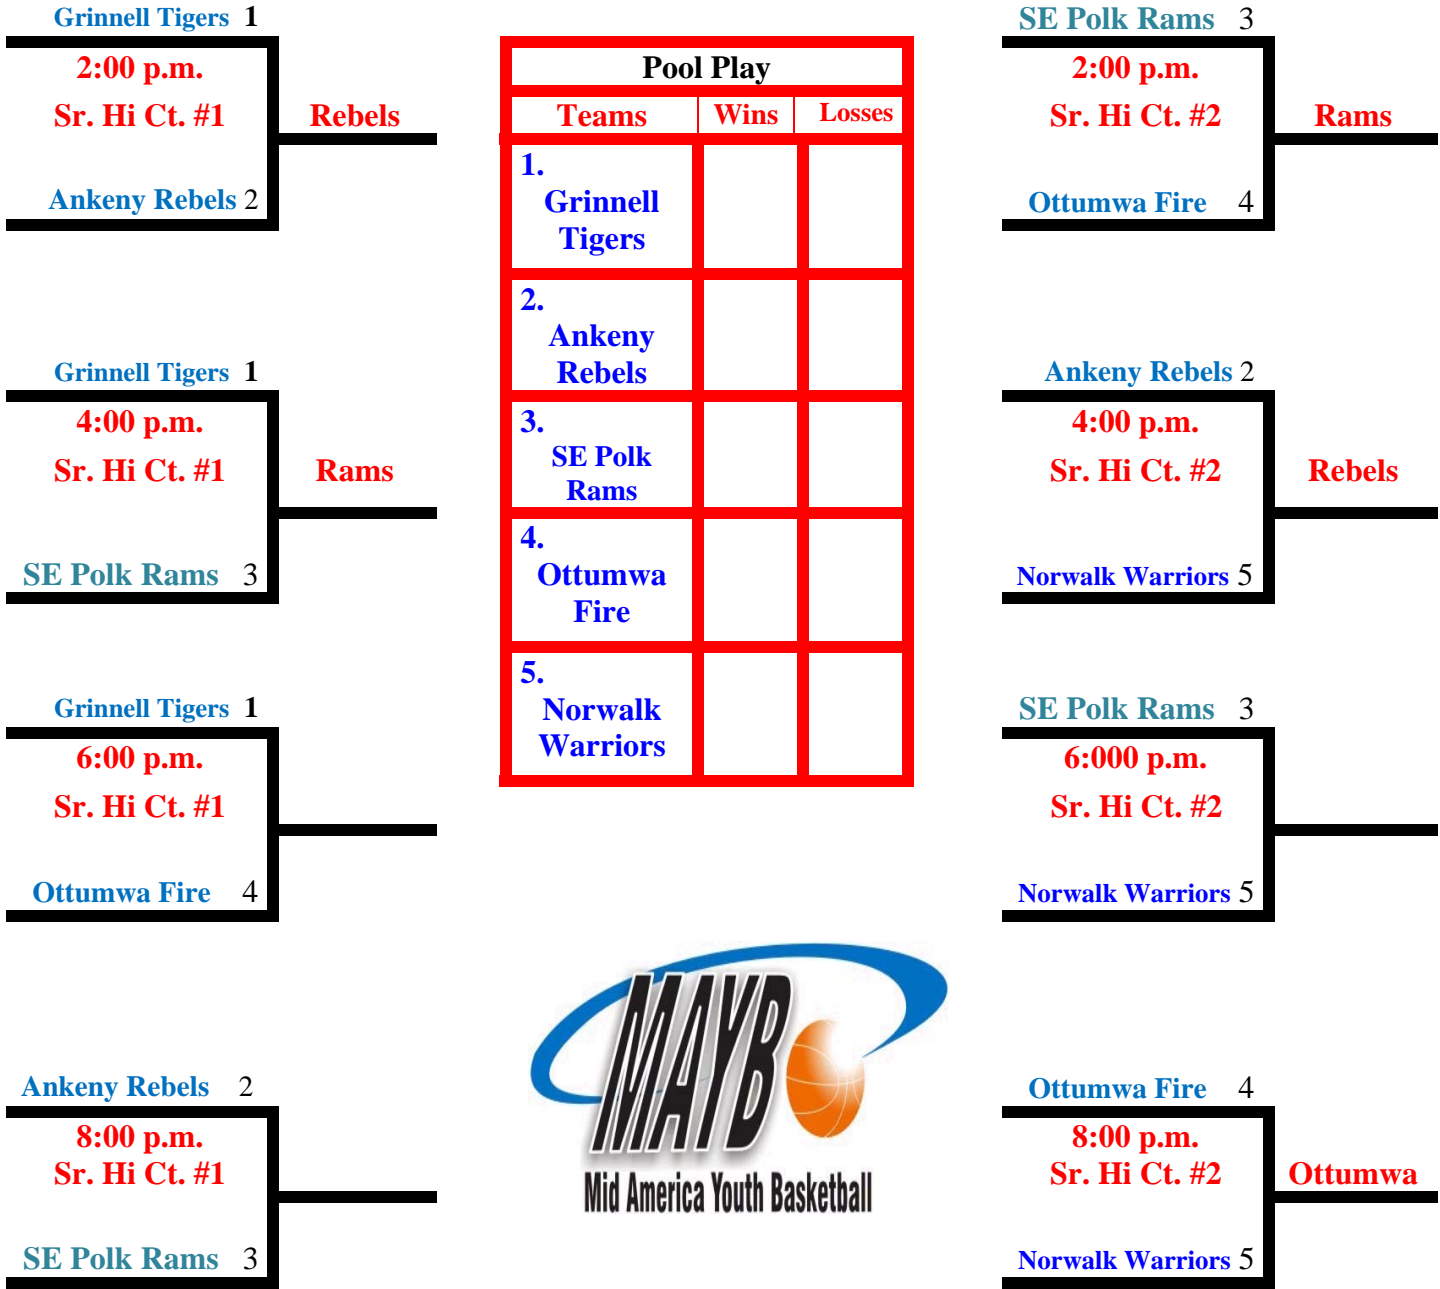 Grinnell Tigers 1
2:00 p.m.
Sr. Hi Ct. #1
Rebels
Ankeny Rebels 2
Grinnell Tigers 1
4:00 p.m.
Sr. Hi Ct. #1
Rams
SE Polk Rams 3
Grinnell Tigers 1
6:00 p.m.
Sr. Hi Ct. #1
Ottumwa Fire 4
Ankeny Rebels 2
8:00 p.m.
Sr. Hi Ct. #1
SE Polk Rams 3
Pool Play
Teams Wins Losses
1.
Grinnell
Tigers
2.
Ankeny
Rebels
3.
SE Polk
Rams
4.
Ottumwa
Fire
5.
Norwalk
Warriors
MAYB
Mid America Youth Basketball
SE Polk Rams 3
2:00 p.m.
Sr. Hi Ct. #2
Rams
Ottumwa Fire 4
Ankeny Rebels 2
4:00 p.m.
Sr. Hi Ct. #2
Rebels
Norwalk Warriors 5
SE Polk Rams 3
6:000 p.m.
Sr. Hi Ct. #2
Norwalk Warriors 5
Ottumwa Fire 4
8:00 p.m.
Sr. Hi Ct. #2
Ottumwa
Norwalk Warriors 5